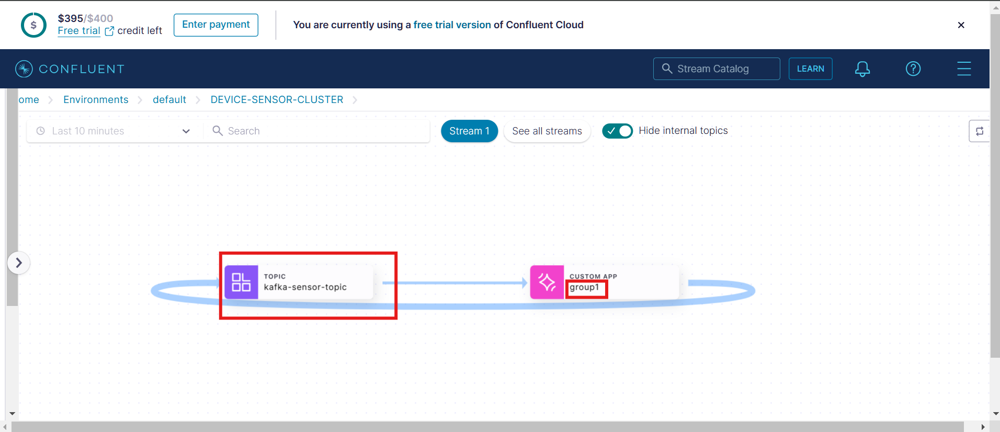 $395/$400
Free trial credit left
Enter payment
You are currently using a free trial version of Confluent Cloud
CONFLUENT
Stream Catalog
LEARN
ome > Environments > default > DEVICE-SENSOR-CLUSTER >
Last 10 minutes
Search
Stream 1
See all streams
Hide internal topics
TOPIC
kafka-sensor-topic
CUSTOM APP
group1